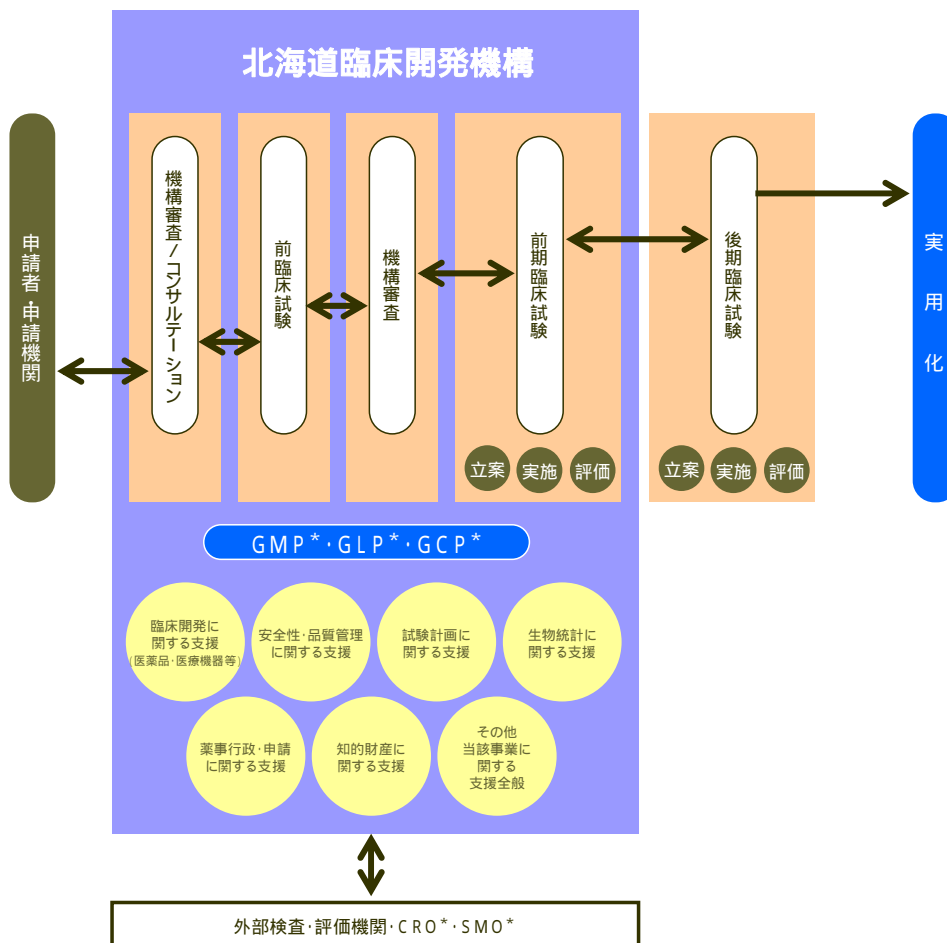 北海道臨床開発機構
申請者・申請機関
機構審査/コンサルテーション
前臨床試験
機構審査
前期臨床試験
後期臨床試験
実用化
立案 実施 評価
立案 実施 評価
GMP*・GLP*・GCP*
臨床開発に
関する支援
(医薬品・医療機器等)
安全性・品質管理
に関する支援
試験計画に
関する支援
生物統計に
関する支援
薬事行政・申請
に関する支援
知的財産に
関する支援
その他
当該事業に
関する
支援全般
外部検査・評価機関・CRO*・SMO*